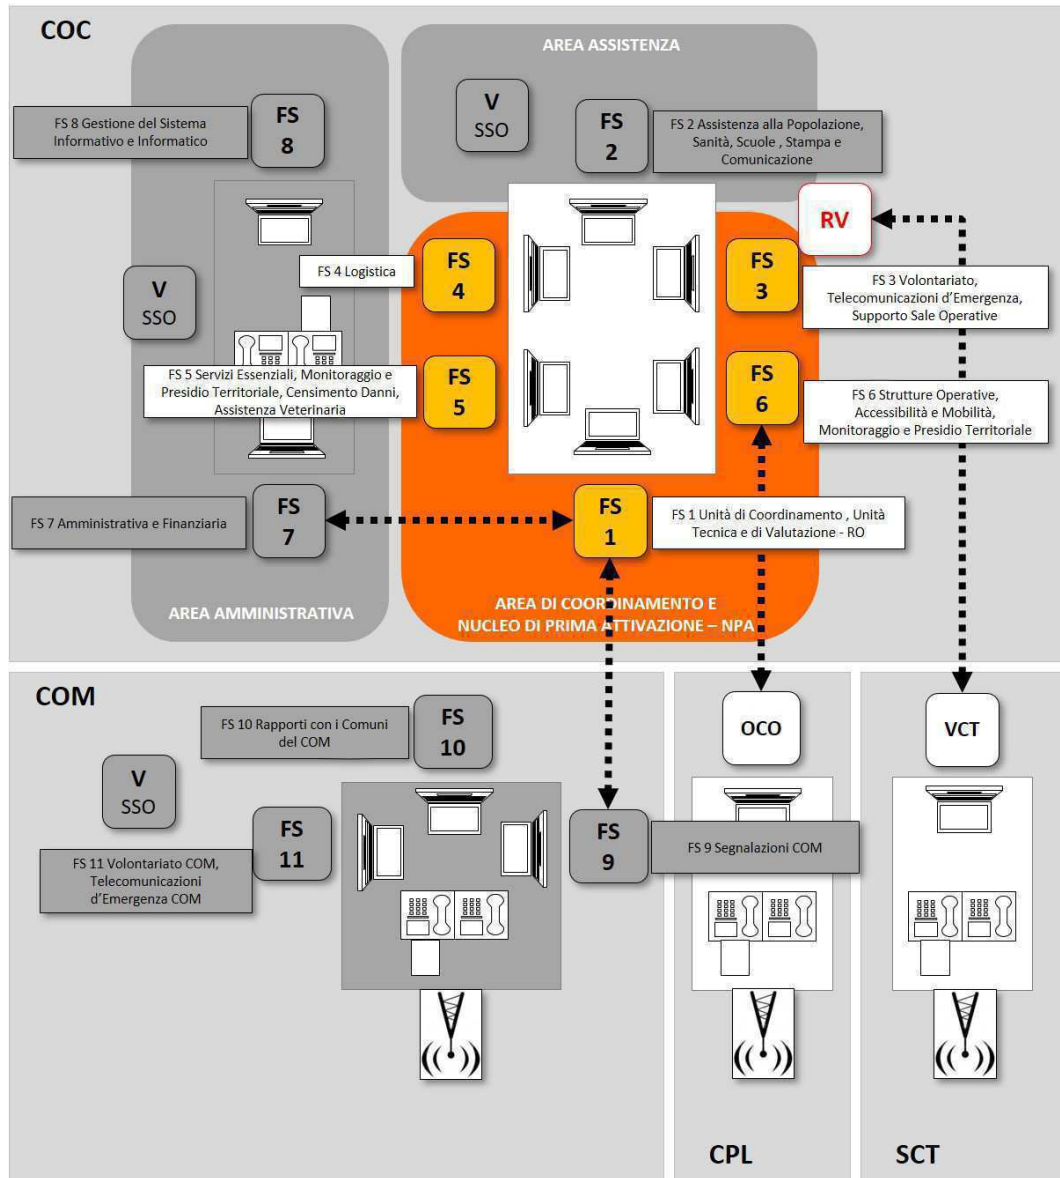 COC
AREA ASSISTENZA
V
SSO
FS
2
FS 2 Assistenza alla Popolazione,
Sanità, Scuole , Stampa e
Comunicazione
FS 8 Gestione del Sistema
Informativo e Informatico
FS
8
RV
FS 4 Logistica
FS
4
FS
3
FS 3 Volontariato,
Telecomunicazioni d’Emergenza,
Supporto Sale Operative
V
SSO
FS 5 Servizi Essenziali, Monitoraggio e
Presidio Territoriale, Censimento Danni,
Assistenza Veterinaria
FS
5
FS
6
FS 6 Strutture Operative,
Accessibilità e Mobilità,
Monitoraggio e Presidio Territoriale
FS 7 Amministrativa e Finanziaria
FS
7
FS
1
FS 1 Unità di Coordinamento , Unità
Tecnica e di Valutazione - RO
AREA AMMINISTRATIVA
AREA DI COORDINAMENTO E
NUCLEO DI PRIMA ATTIVAZIONE – NPA
COM
FS 10 Rapporti con i Comuni
del COM
FS
10
OCO
VCT
V
SSO
FS
11
FS 11 Volontariato COM,
Telecomunicazioni
d’Emergenza COM
FS
9
FS 9 Segnalazioni COM
CPL
SCT